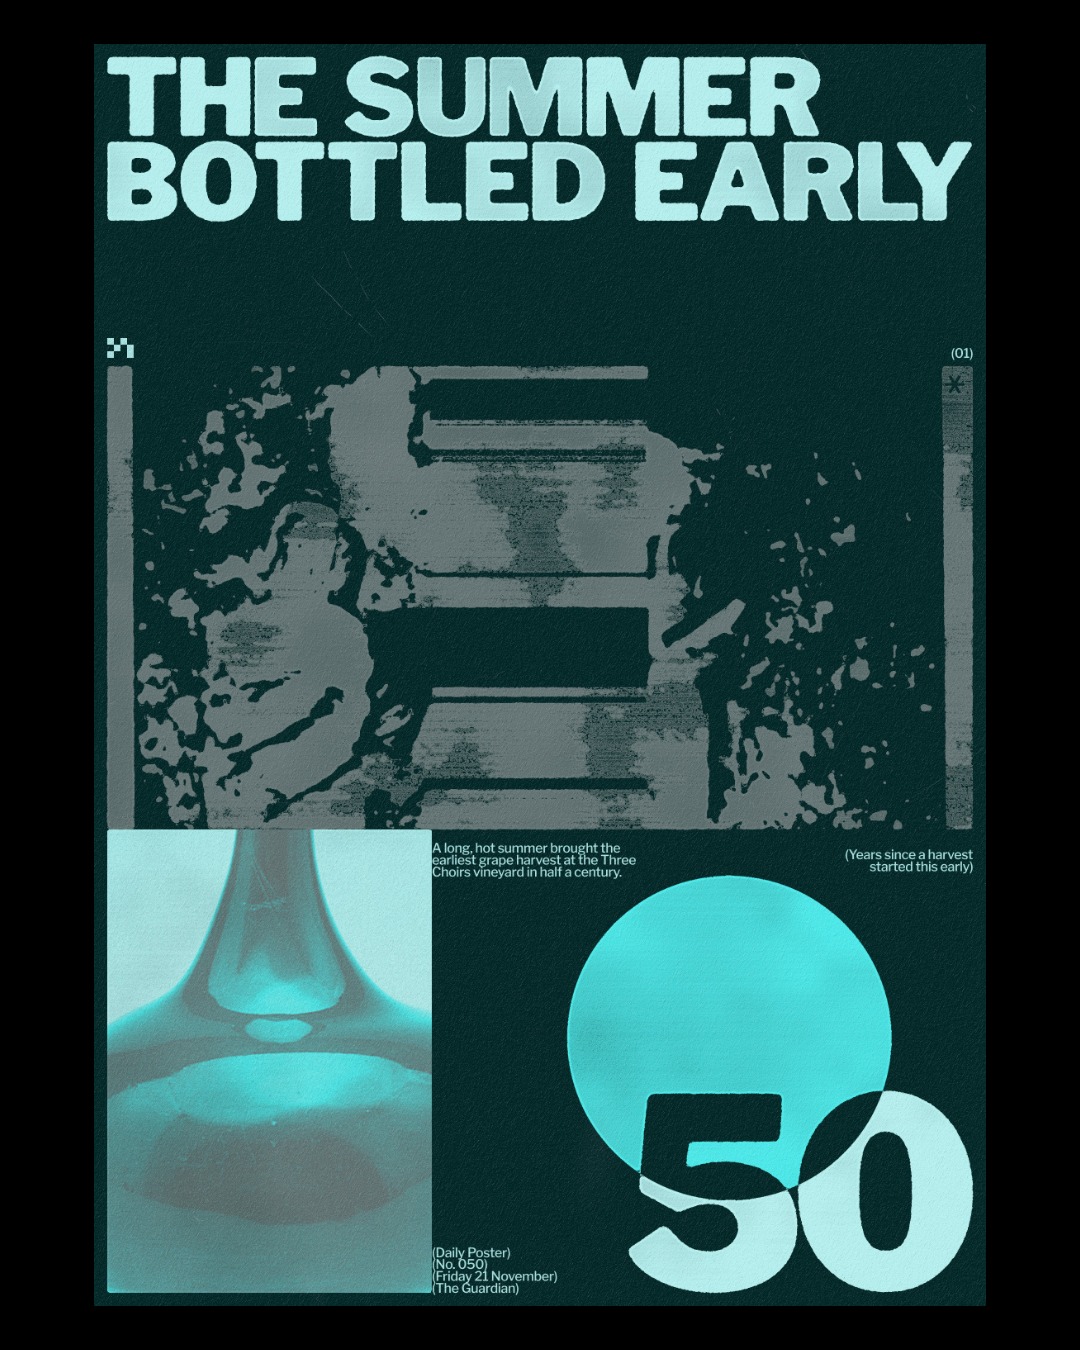 THE SUMMER
BOTTLED EARLY
(01)
A long, hot summer brought the
earliest grape harvest at the Three
Choirs vineyard in half a century.
(Years since a harvest
started this early)
50
(Daily Poster)
(No. 050)
(Friday 21 November)
(The Guardian)